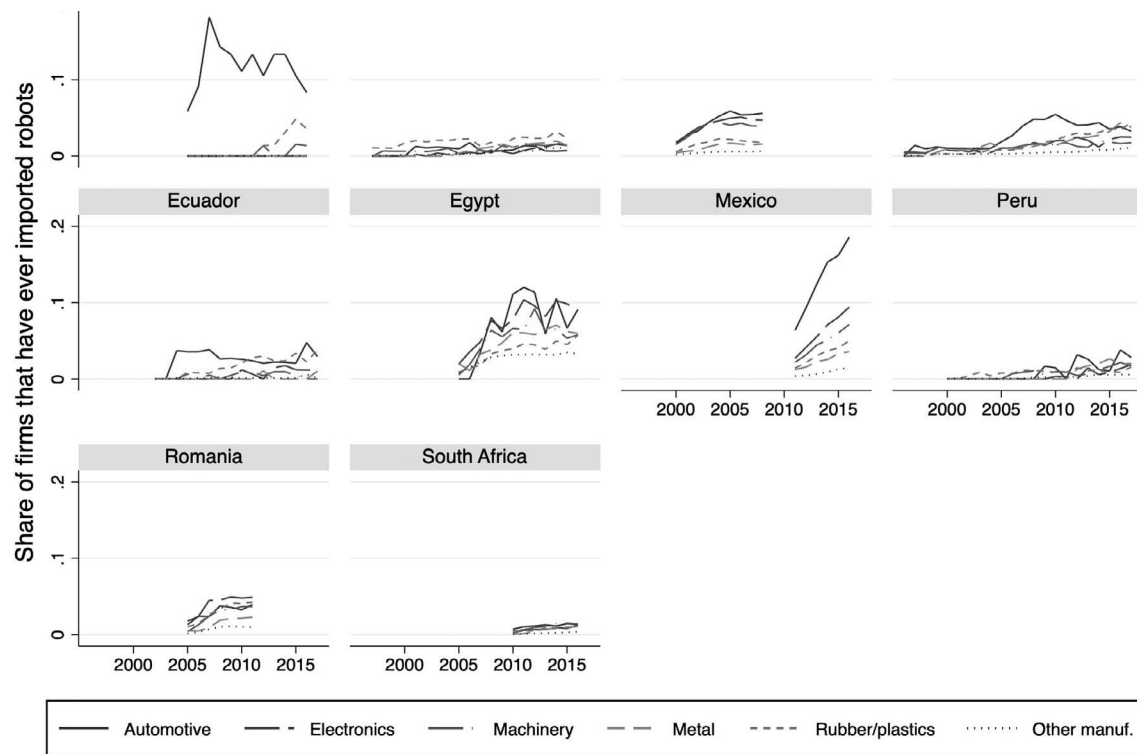 Share of firms that have ever imported robots
.1
0
Ecuador Egypt Mexico Peru
.2
.1
0
2000 2005 2010 2015 2000 2005 2010 2015
Romania South Africa
.2
.1
0
2000 2005 2010 2015 2000 2005 2010 2015
Automotive Electronics Machinery Metal Rubber/plastics Other manuf.